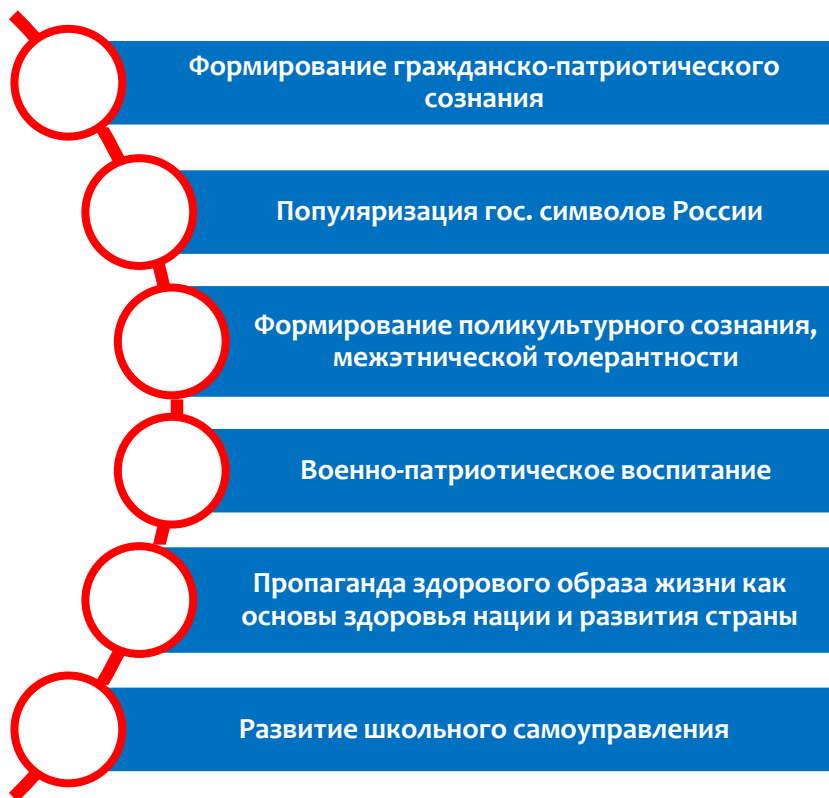 Формирование гражданско-патриотического
сознания
Популяризация гос. символов России
Формирование поликультурного сознания,
межэтнической толерантности
Военно-патриотическое воспитание
Пропаганда здорового образа жизни как
основы здоровья нации и развития страны
Развитие школьного самоуправления